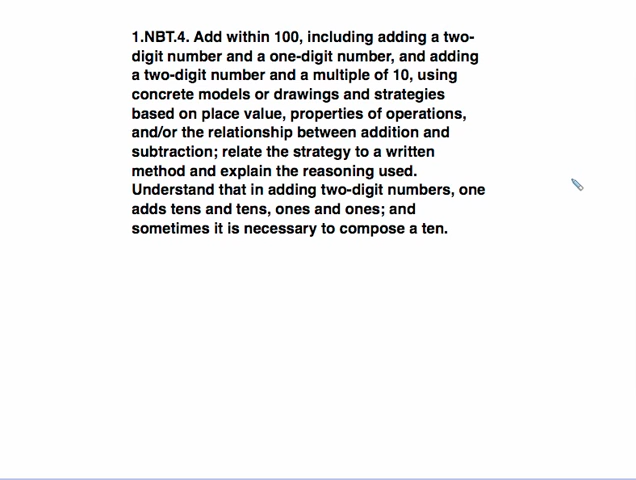 1.NBT.4. Add within 100, including adding a two-
digit number and a one-digit number, and adding
a two-digit number and a multiple of 10, using
concrete models or drawings and strategies
based on place value, properties of operations,
and/or the relationship between addition and
subtraction; relate the strategy to a written
method and explain the reasoning used.
Understand that in adding two-digit numbers, one
adds tens and tens, ones and ones; and
sometimes it is necessary to compose a ten.